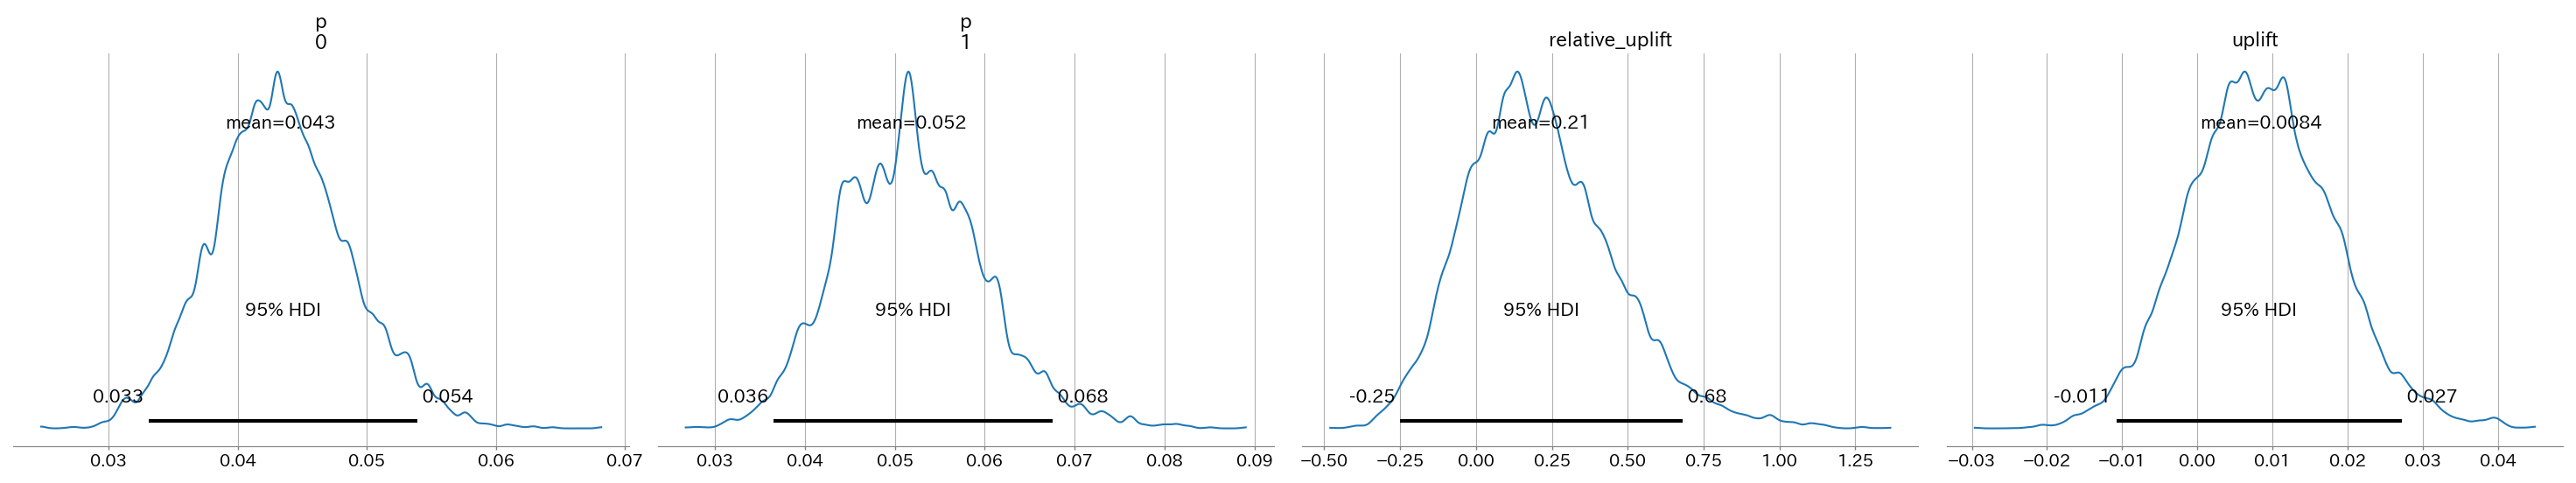 p
0
mean=0.043
95% HDI
0.033 0.054
0.03 0.04 0.05 0.06 0.07
p
1
mean=0.052
95% HDI
0.036 0.068
0.03 0.04 0.05 0.06 0.07 0.08 0.09
relative_uplift
mean=0.21
95% HDI
-0.25 0.68
−0.50 −0.25 0.00 0.25 0.50 0.75 1.00 1.25
uplift
mean=0.0084
95% HDI
-0.011 0.027
−0.03 −0.02 −0.01 0.00 0.01 0.02 0.03 0.04